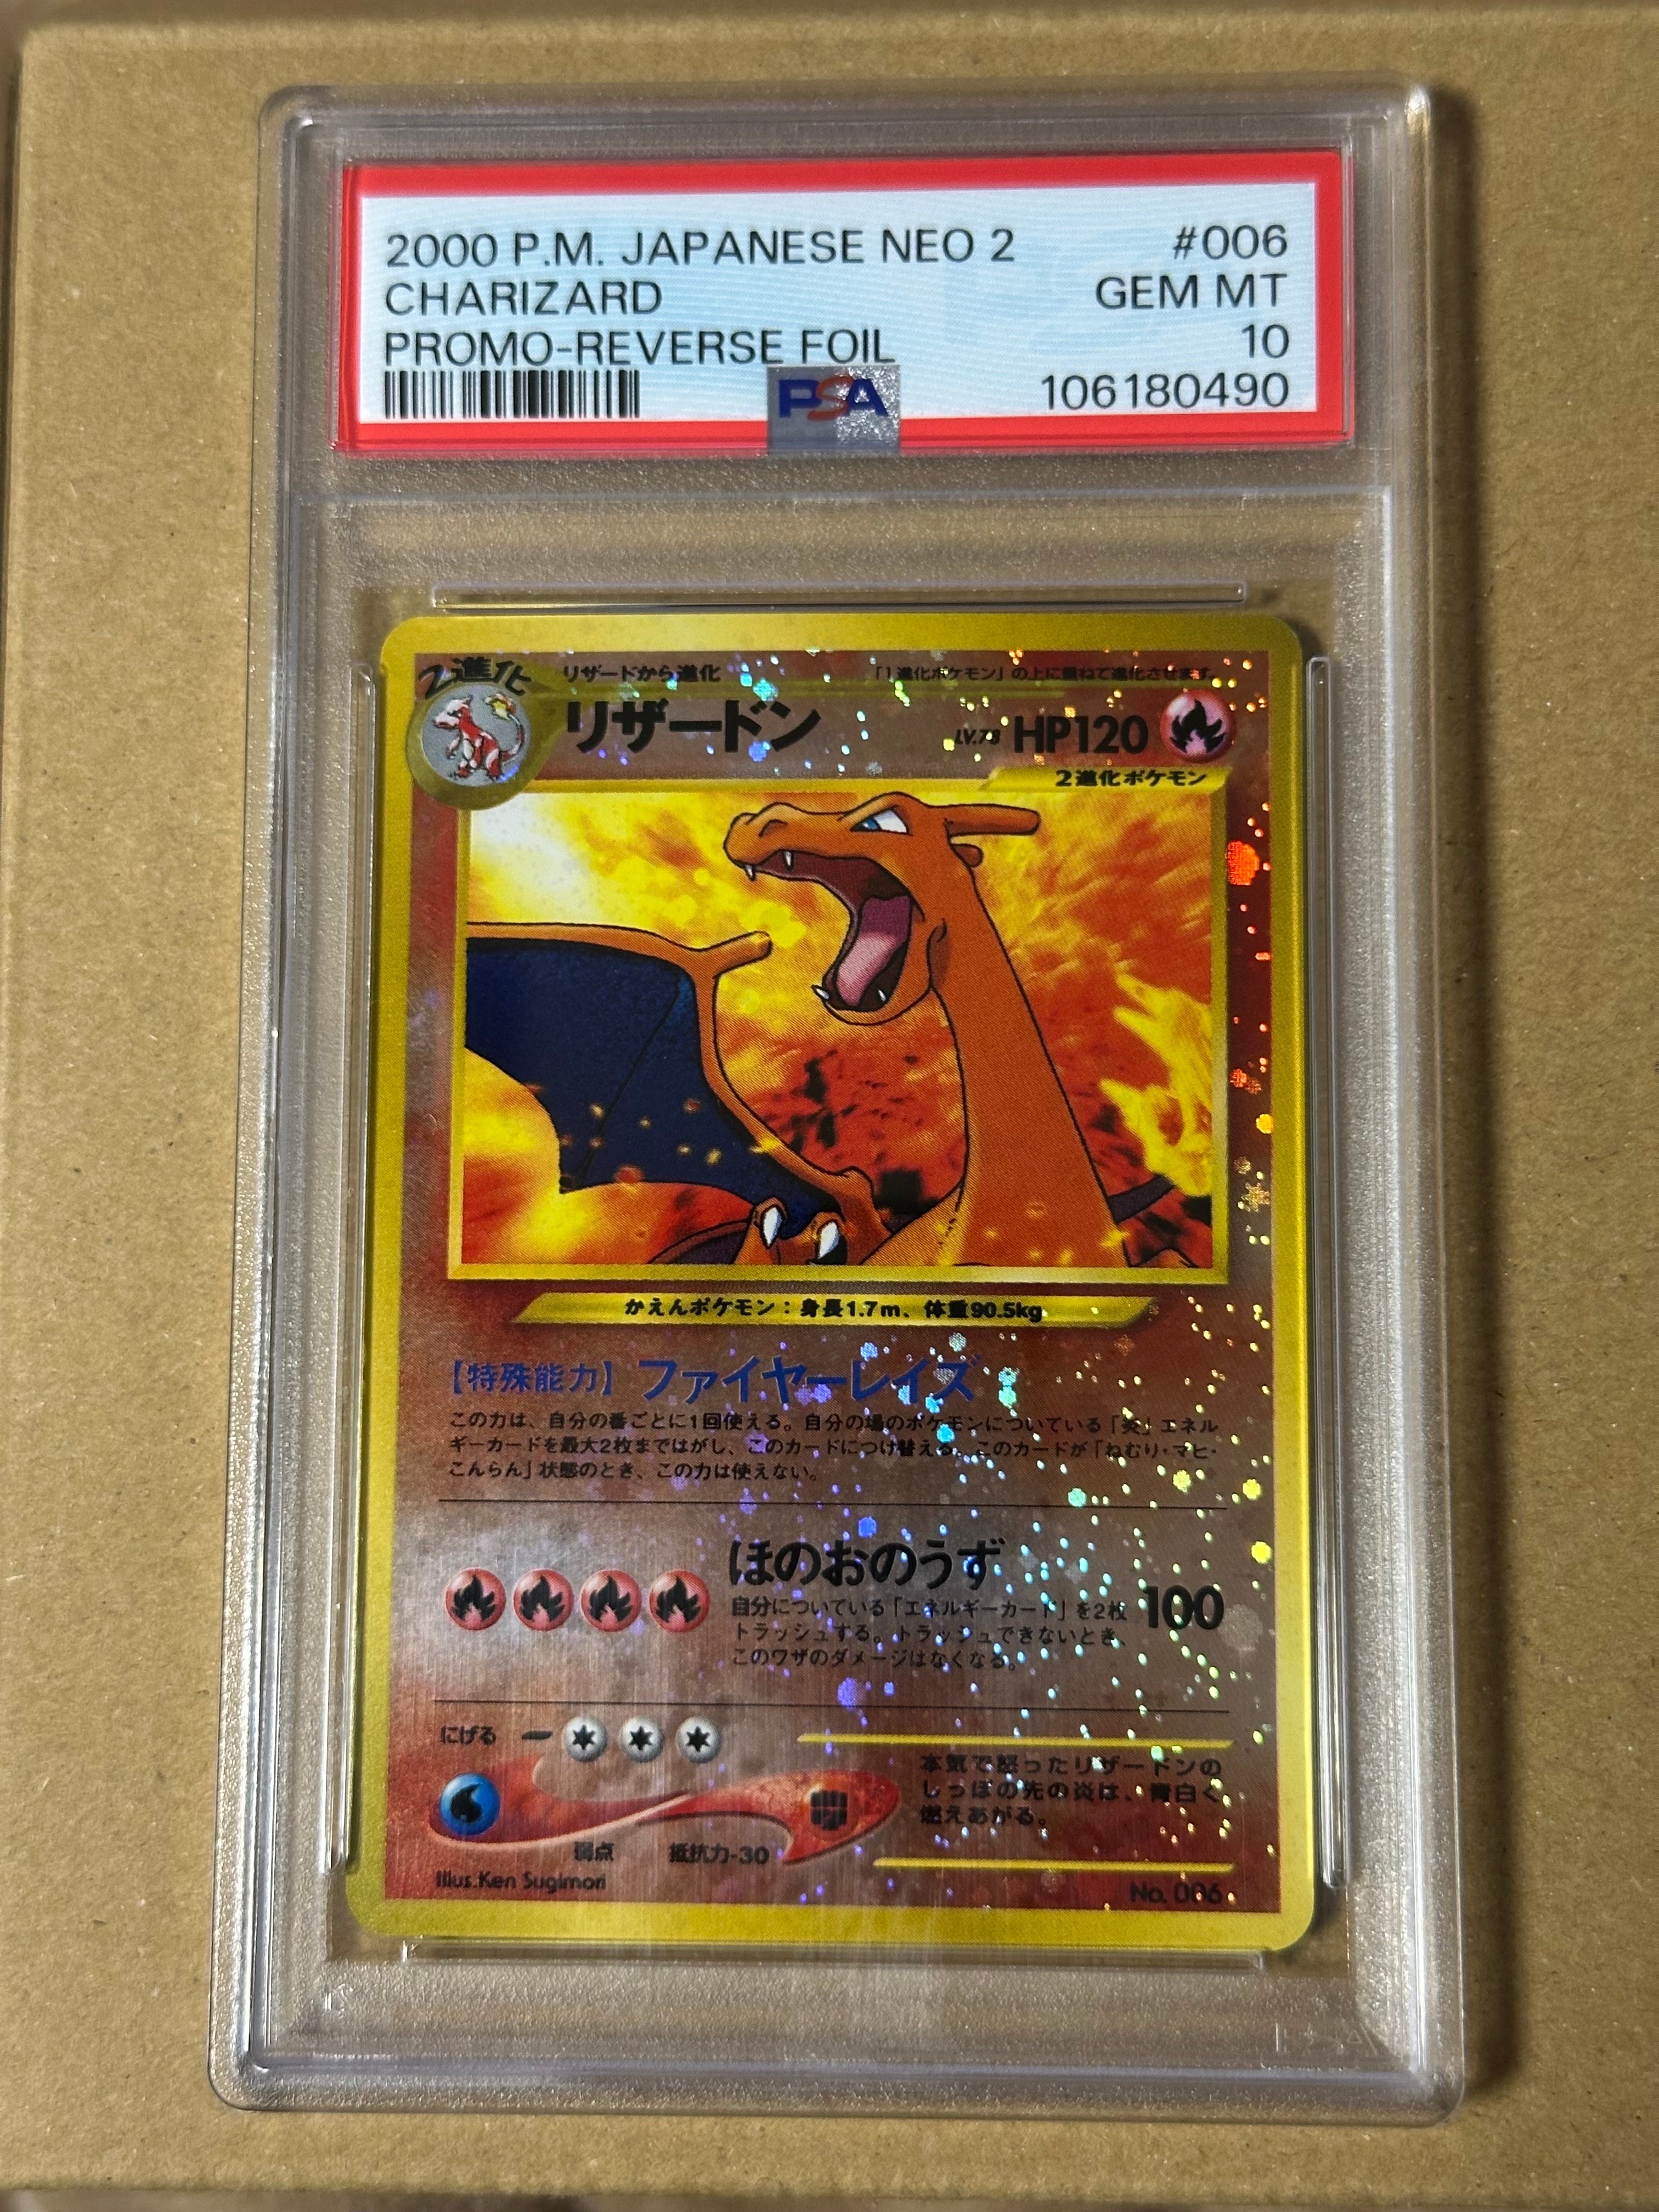 2000 P.M. JAPANESE NEO 2 #006
CHARIZARD GEM MT
PROMO-REVERSE FOIL 10
PSA 106180490
2進化 リザードから進化 「1進化ポケモン」の上に重ねて進化させます。
リザードン LV.78 HP120
2進化ポケモン
かえんポケモン：身長1.7m、体重90.5kg
【特殊能力】ファイヤーレイズ
この力は、自分の番ごとに1回使える。自分の場のポケモンについている「炎」エネル
ギーカードを最大2枚まではがし、このカードにつけ替える。このカードが「ねむり・マヒ・
こんらん」状態のとき、この力は使えない。
ほのおのうず
自分についている「エネルギーカード」を2枚 100
トラッシュする。トラッシュできないとき、
このワザのダメージはなくなる。
にげる
本気で怒ったリザードンの
しっぽの先の炎は、青白く
燃えあがる。
弱点 抵抗力-30
Illus.Ken Sugimori No. 006